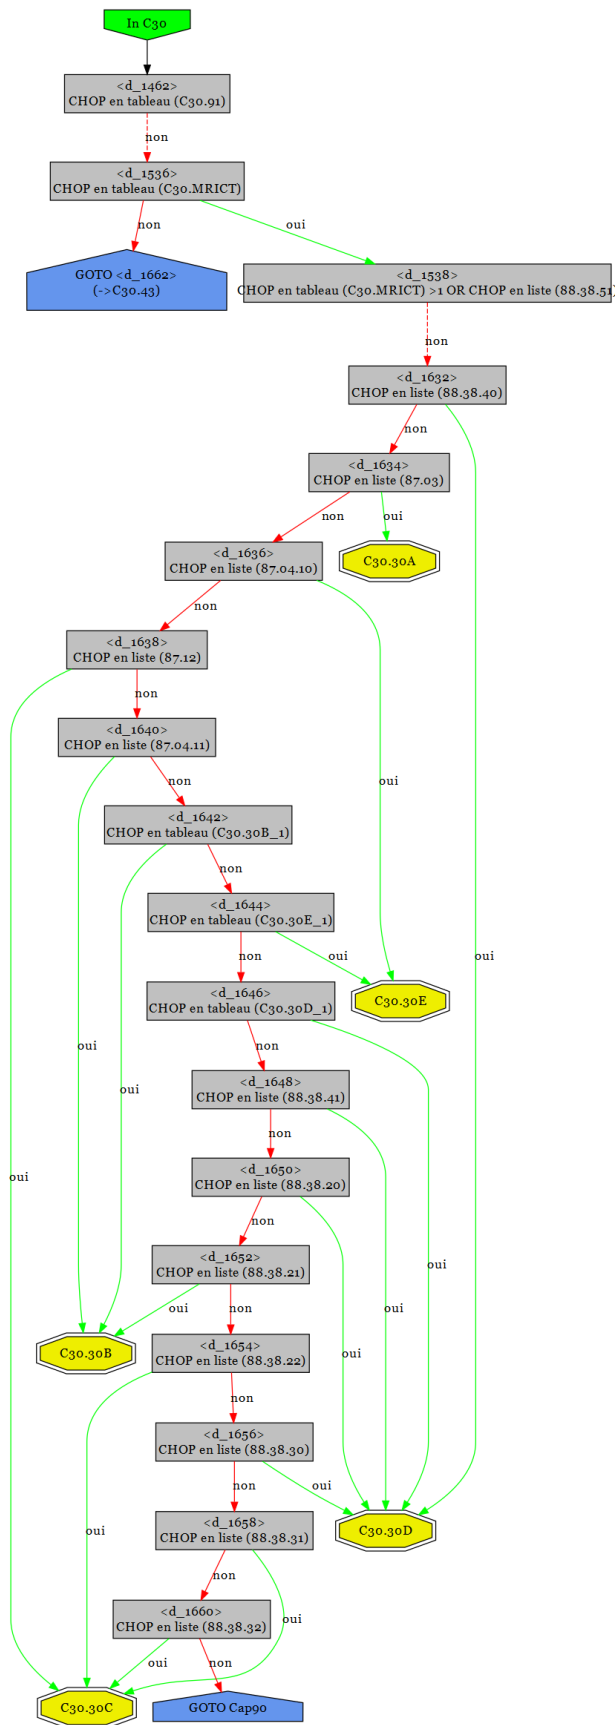 In C30
<d_1462>
CHOP en tableau (C30.91)
non
<d_1536>
CHOP en tableau (C30.MRICT)
non
oui
GOTO <d_1662>
(->C30.43)
<d_1538>
CHOP en tableau (C30.MRICT) >1 OR CHOP en liste (88.38.51)
non
<d_1632>
CHOP en liste (88.38.40)
non
<d_1634>
CHOP en liste (87.03)
non
oui
<d_1636>
CHOP en liste (87.04.10)
C30.30A
non
<d_1638>
CHOP en liste (87.12)
non
<d_1640>
CHOP en liste (87.04.11)
non
oui
<d_1642>
CHOP en tableau (C30.30B_1)
non
<d_1644>
CHOP en tableau (C30.30E_1)
non
oui
oui
<d_1646>
CHOP en tableau (C30.30D_1)
C30.30E
oui
non
<d_1648>
CHOP en liste (88.38.41)
oui
non
<d_1650>
CHOP en liste (88.38.20)
oui
non
<d_1652>
CHOP en liste (88.38.21)
oui
oui
non
oui
C30.30B
<d_1654>
CHOP en liste (88.38.22)
oui
non
<d_1656>
CHOP en liste (88.38.30)
non
oui
<d_1658>
CHOP en liste (88.38.31)
C30.30D
oui
non
<d_1660>
CHOP en liste (88.38.32)
oui
oui
non
C30.30C
GOTO Cap90